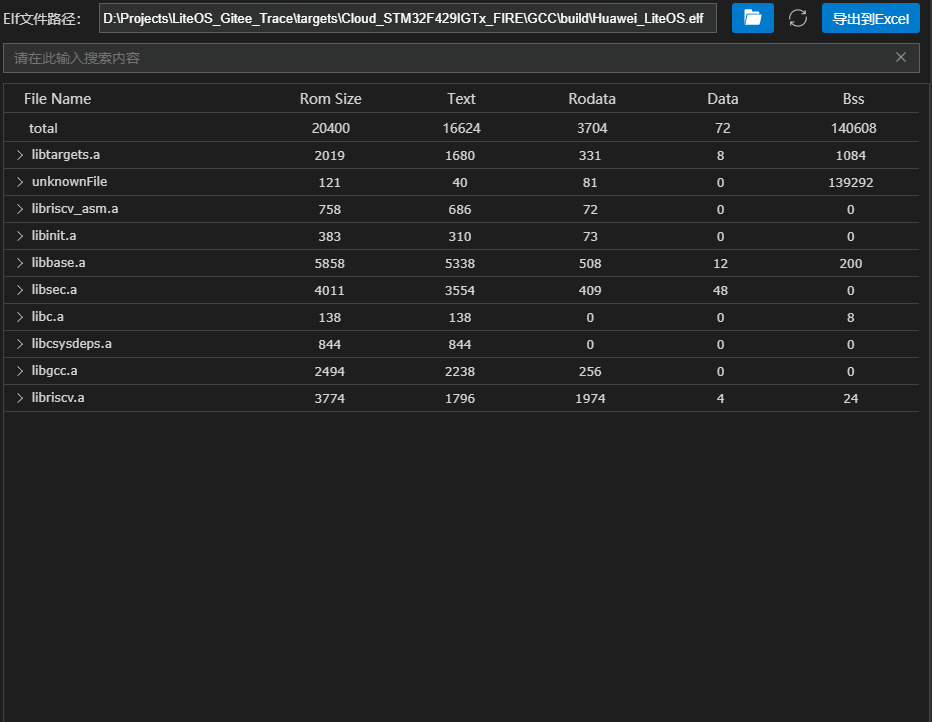 Elf文件路径： D:\Projects\LiteOS_Gitee_Trace\targets\Cloud_STM32F429IGTx_FIRE\GCC\build\Huawei_LiteOS.elf 导出到Excel
请在此输入搜索内容
File Name Rom Size Text Rodata Data Bss
total 20400 16624 3704 72 140608
libtargets.a 2019 1680 331 8 1084
unknownFile 121 40 81 0 139292
libriscv_asm.a 758 686 72 0 0
libinit.a 383 310 73 0 0
libbase.a 5858 5338 508 12 200
libsec.a 4011 3554 409 48 0
libc.a 138 138 0 0 8
libcsysdeps.a 844 844 0 0 0
libgcc.a 2494 2238 256 0 0
libriscv.a 3774 1796 1974 4 24